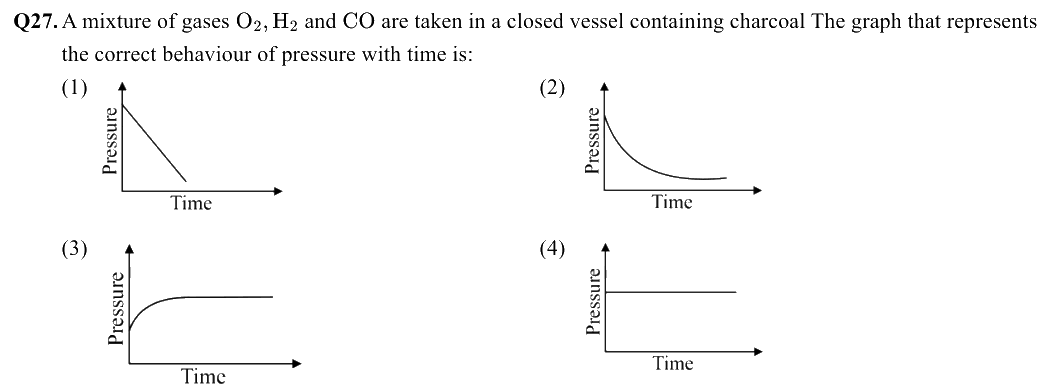 Q27. A mixture of gases O₂, H₂ and CO are taken in a closed vessel containing charcoal The graph that represents
the correct behaviour of pressure with time is:
(1)
Pressure
Time
(2)
Pressure
Time
(3)
Pressure
Time
(4)
Pressure
Time